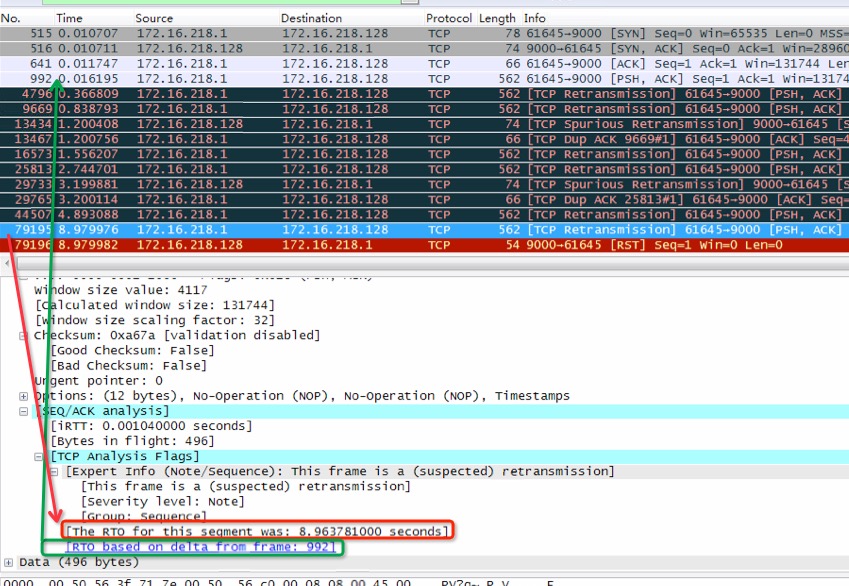 No. Time Source Destination Protocol Length Info
515 0.010707 172.16.218.1 172.16.218.128 TCP 78 61645→9000 [SYN] Seq=0 Win=65535 Len=0 MSS=
516 0.010711 172.16.218.128 172.16.218.1 TCP 74 9000→61645 [SYN, ACK] Seq=0 Ack=1 Win=28960
641 0.011747 172.16.218.1 172.16.218.128 TCP 66 61645→9000 [ACK] Seq=1 Ack=1 Win=131744 Len
992 0.016195 172.16.218.1 172.16.218.128 TCP 562 61645→9000 [PSH, ACK] Seq=1 Ack=1 Win=13174
4796 0.366809 172.16.218.1 172.16.218.128 TCP 562 [TCP Retransmission] 61645→9000 [PSH, ACK]
9669 0.838793 172.16.218.1 172.16.218.128 TCP 562 [TCP Retransmission] 61645→9000 [PSH, ACK]
13434 1.200408 172.16.218.128 172.16.218.1 TCP 74 [TCP Spurious Retransmission] 9000→61645 [S
13467 1.200756 172.16.218.1 172.16.218.128 TCP 66 [TCP Dup ACK 9669#1] 61645→9000 [ACK] Seq=4
16573 1.556207 172.16.218.1 172.16.218.128 TCP 562 [TCP Retransmission] 61645→9000 [PSH, ACK]
25813 2.744701 172.16.218.1 172.16.218.128 TCP 562 [TCP Retransmission] 61645→9000 [PSH, ACK]
29733 3.199881 172.16.218.128 172.16.218.1 TCP 74 [TCP Spurious Retransmission] 9000→61645 [S
29765 3.200114 172.16.218.1 172.16.218.128 TCP 66 [TCP Dup ACK 25813#1] 61645→9000 [ACK] Seq=
44507 4.893088 172.16.218.1 172.16.218.128 TCP 562 [TCP Retransmission] 61645→9000 [PSH, ACK]
79195 8.979976 172.16.218.1 172.16.218.128 TCP 562 [TCP Retransmission] 61645→9000 [PSH, ACK]
79196 8.979982 172.16.218.128 172.16.218.1 TCP 54 9000→61645 [RST] Seq=1 Win=0 Len=0
Window size value: 4117
[Calculated window size: 131744]
[Window size scaling factor: 32]
Checksum: 0xa67a [validation disabled]
[Good Checksum: False]
[Bad Checksum: False]
Urgent pointer: 0
Options: (12 bytes), No-Operation (NOP), No-Operation (NOP), Timestamps
[SEQ/ACK analysis]
[iRTT: 0.001040000 seconds]
[Bytes in flight: 496]
[TCP Analysis Flags]
[Expert Info (Note/Sequence): This frame is a (suspected) retransmission]
[This frame is a (suspected) retransmission]
[Severity level: Note]
[Group: Sequence]
[The RTO for this segment was: 8.963781000 seconds]
[RTO based on delta from frame: 992]
Data (496 bytes)